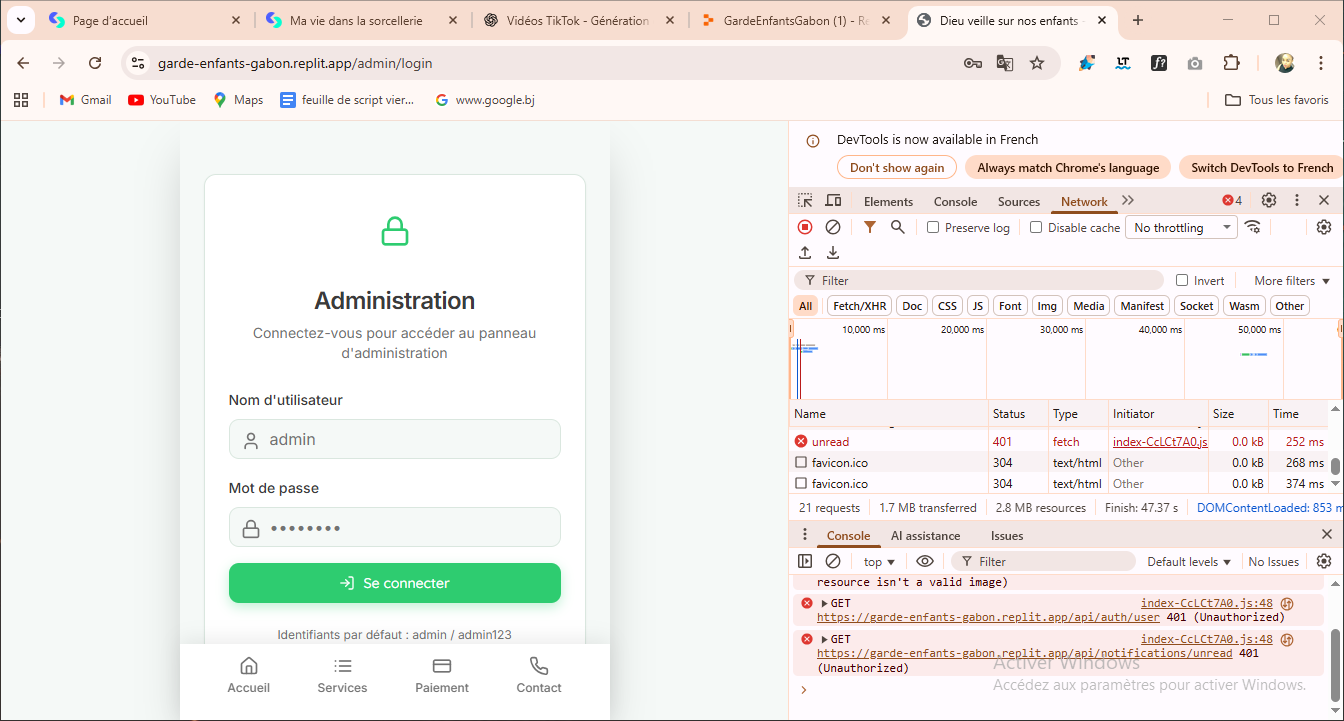 Page d'accueil
Ma vie dans la sorcellerie
Vidéos TikTok - Génération
GardeEnfantsGabon (1) - Re
Dieu veille sur nos enfants -
garde-enfants-gabon.replit.app/admin/login
Gmail
YouTube
Maps
feuille de script vier...
www.google.bj
Tous les favoris
Administration
Connectez-vous pour accéder au panneau
d'administration
Nom d'utilisateur
admin
Mot de passe
••••••••
Se connecter
Identifiants par défaut : admin / admin123
Accueil
Services
Paiement
Contact
DevTools is now available in French
Don't show again
Always match Chrome's language
Switch DevTools to French
Elements
Console
Sources
Network
4
Preserve log
Disable cache
No throttling
Filter
Invert
More filters
All
Fetch/XHR
Doc
CSS
JS
Font
Img
Media
Manifest
Socket
Wasm
Other
10,000 ms
20,000 ms
30,000 ms
40,000 ms
50,000 ms
Name Status Type Initiator Size Time
unread 401 fetch index-CcLCt7A0.js 0.0 kB 252 ms
favicon.ico 304 text/html Other 0.0 kB 268 ms
favicon.ico 304 text/html Other 0.0 kB 374 ms
21 requests 1.7 MB transferred 2.8 MB resources Finish: 47.37 s DOMContentLoaded: 853 m
Console
AI assistance
Issues
top
Filter
Default levels
No Issues
resource isn't a valid image)
GET index-CcLCt7A0.js:48
https://garde-enfants-gabon.replit.app/api/auth/user 401 (Unauthorized)
GET index-CcLCt7A0.js:48
https://garde-enfants-gabon.replit.app/api/notifications/unread 401
(Unauthorized)
Activer Windows
Accédez aux paramètres pour activer Windows.